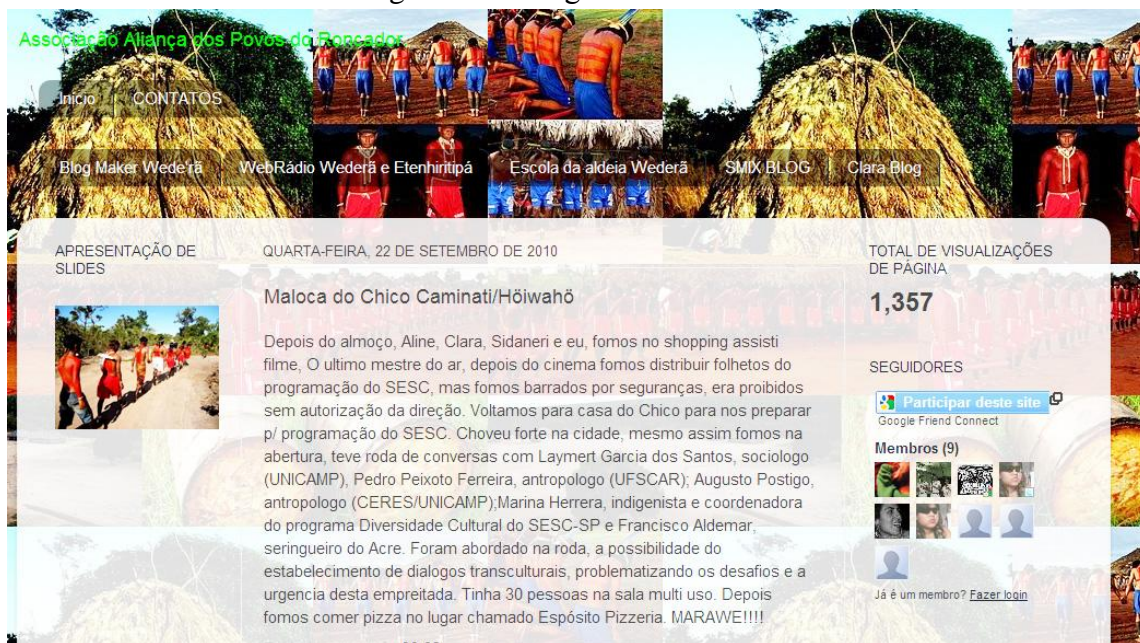 Associação Aliança dos Povos do Roncador
Início
CONTATOS
Blog Maker Wede'rã
WebRádio Wederã e Etenhiritipá
Escola da aldeia Wederã
SMIX BLOG
Clara Blog
APRESENTAÇÃO DE
SLIDES
QUARTA-FEIRA, 22 DE SETEMBRO DE 2010
Maloca do Chico Caminati/Höiwahö
Depois do almoço, Aline, Clara, Sidaneri e eu, fomos no shopping assisti
filme, O ultimo mestre do ar, depois do cinema fomos distribuir folhetos do
programação do SESC, mas fomos barrados por seguranças, era proibidos
sem autorização da direção. Voltamos para casa do Chico para nos preparar
p/ programação do SESC. Choveu forte na cidade, mesmo assim fomos na
abertura, teve roda de conversas com Laymert Garcia dos Santos, sociologo
(UNICAMP), Pedro Peixoto Ferreira, antropologo (UFSCAR); Augusto Postigo,
antropologo (CERES/UNICAMP);Marina Herrera, indigenista e coordenadora
do programa Diversidade Cultural do SESC-SP e Francisco Aldemar,
seringueiro do Acre. Foram abordado na roda, a possibilidade do
estabelecimento de dialogos transculturais, problematizando os desafios e a
urgencia desta empreitada. Tinha 30 pessoas na sala multi uso. Depois
fomos comer pizza no lugar chamado Espósito Pizzeria. MARAWE!!!!
TOTAL DE VISUALIZAÇÕES
DE PÁGINA
1,357
SEGUIDORES
Participar deste site
Google Friend Connect
Membros (9)
Já é um membro? Fazer login